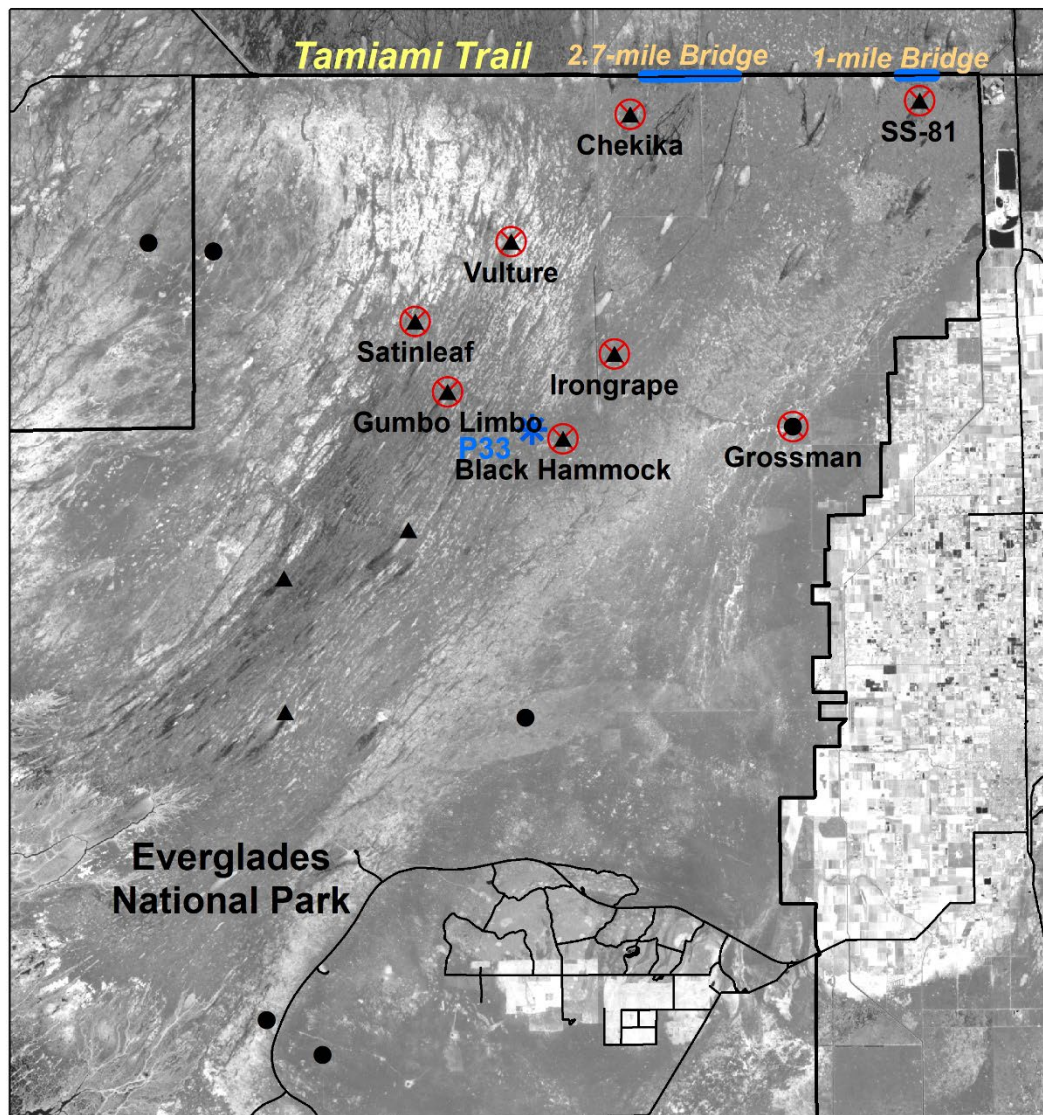 Tamiami Trail
2.7-mile Bridge
1-mile Bridge
Chekika
SS-81
Vulture
Satinleaf
Irongrape
Gumbo Limbo
P33
Black Hammock
Grossman
Everglades
National Park